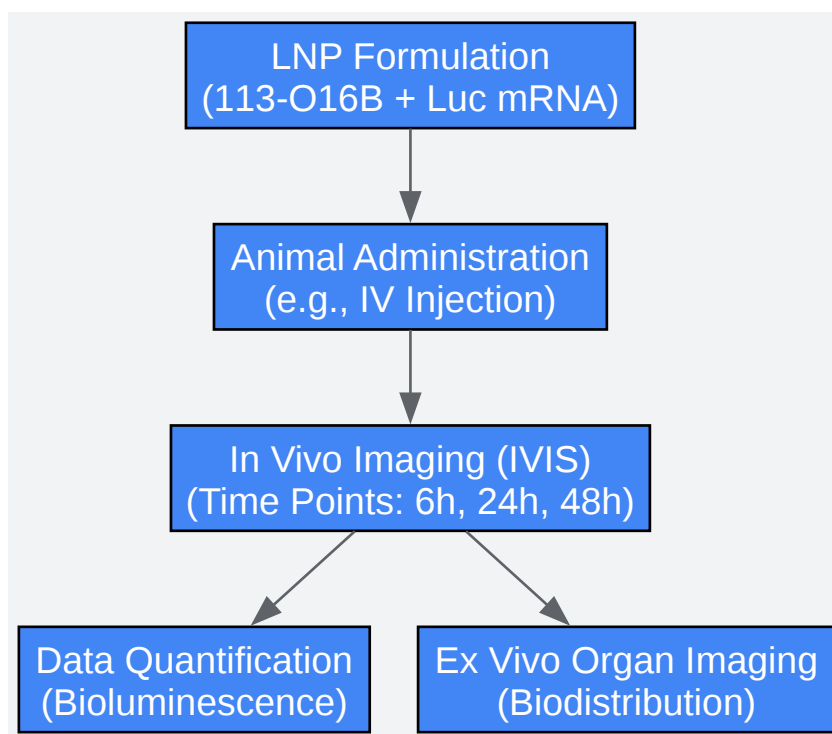 LNP Formulation
(113-O16B + Luc mRNA)
Animal Administration
(e.g., IV Injection)
In Vivo Imaging (IVIS)
(Time Points: 6h, 24h, 48h)
Data Quantification
(Bioluminescence)
Ex Vivo Organ Imaging
(Biodistribution)